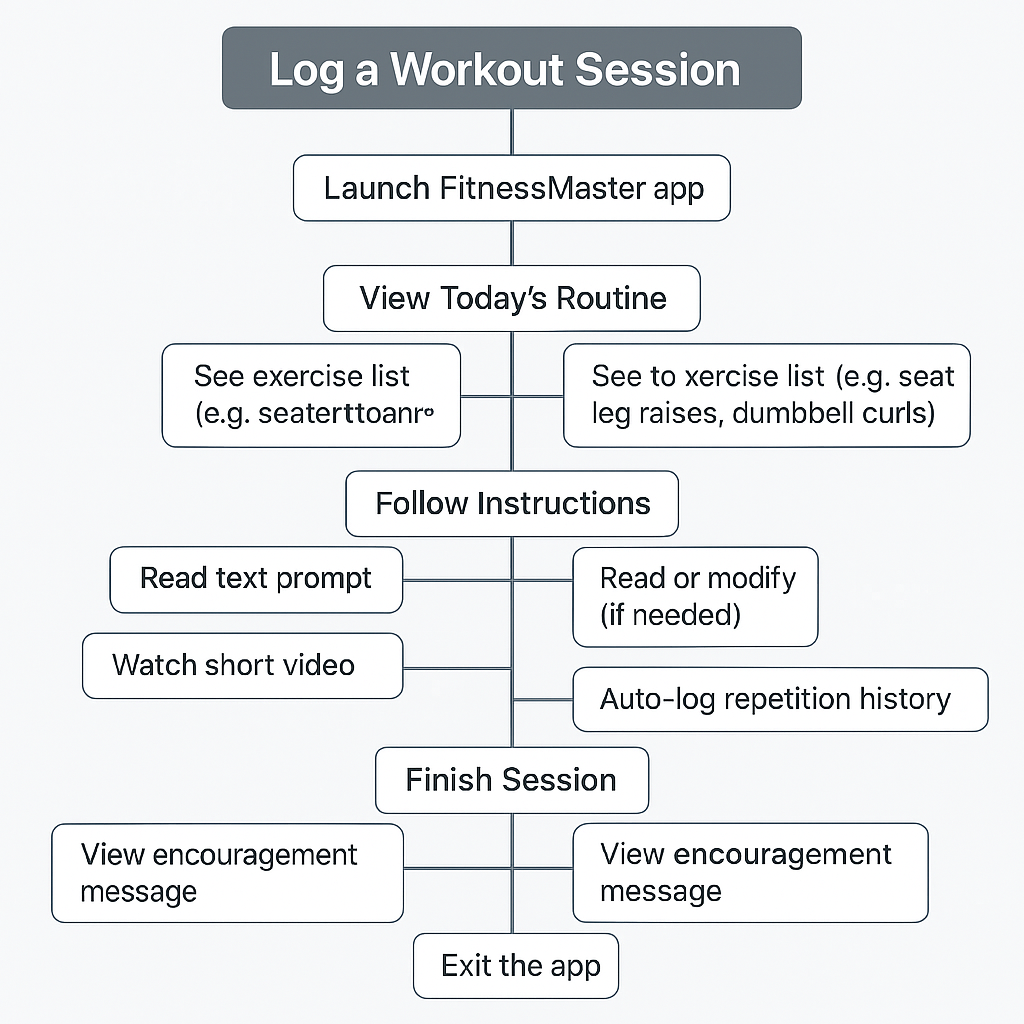 Log a Workout Session
Launch FitnessMaster app
View Today's Routine
See exercise list
(e.g.
See to xercise list (e.g. seat
leg raises, dumbbell curls)
Follow Instructions
Read text prompt
Read or modify
(if needed)
Watch short video
Auto-log repetition history
Finish Session
View encouragement
message
View encouragement
message
Exit the app